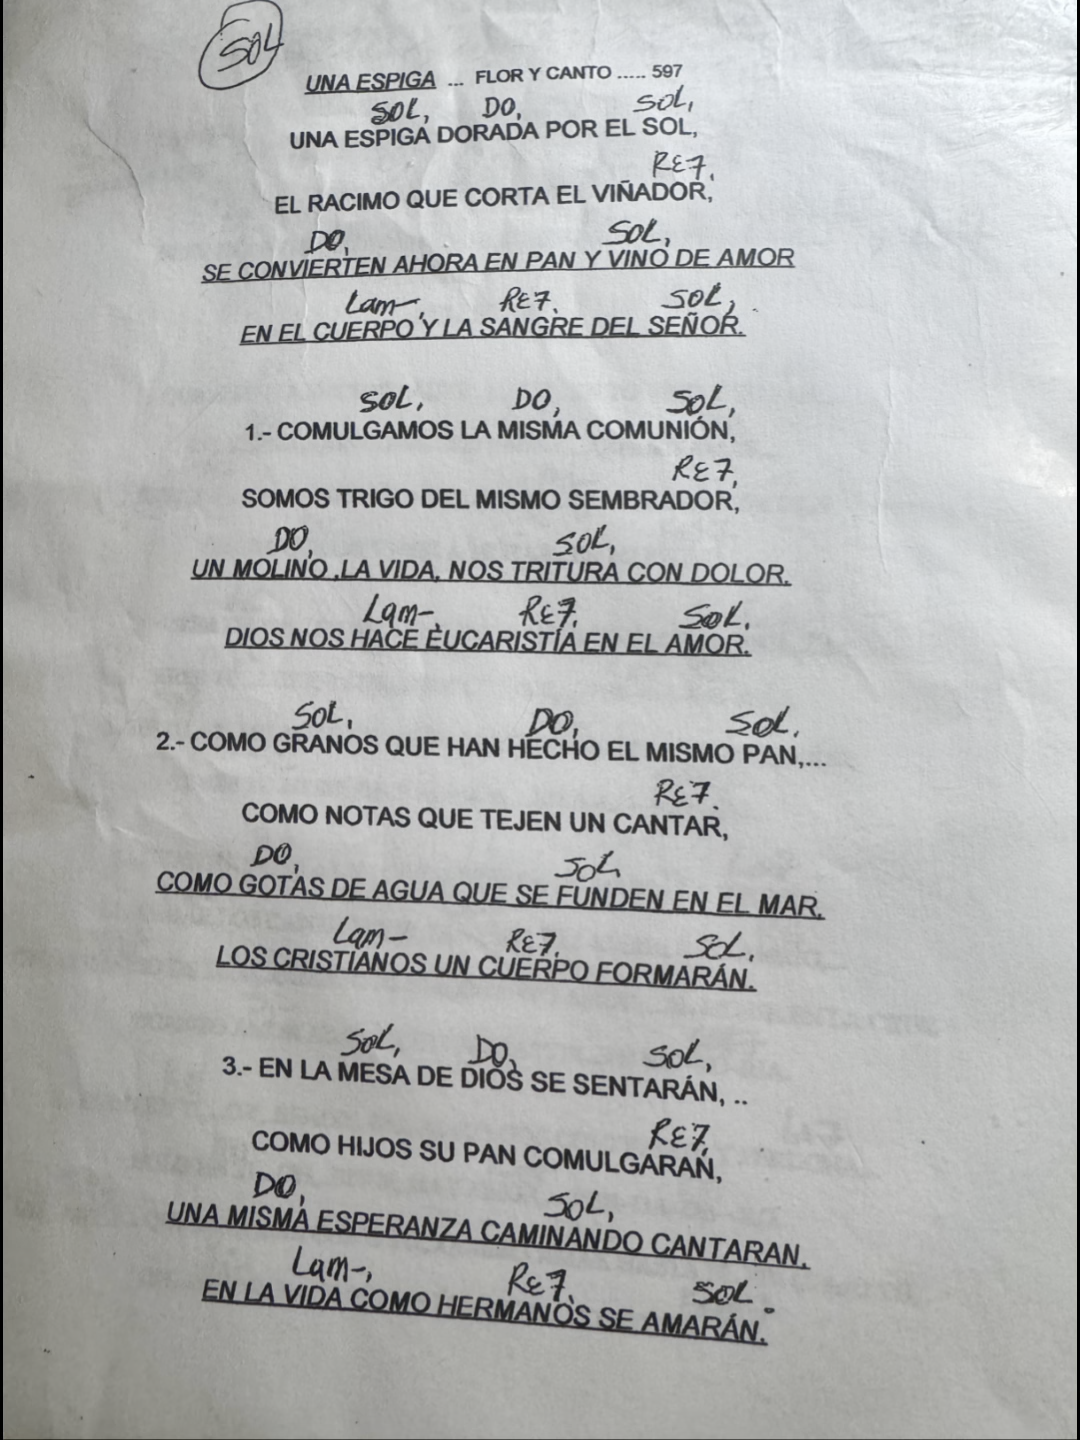 SOL
UNA ESPIGA ... FLOR Y CANTO ..... 597
SOL, DO, SOL,
UNA ESPIGA DORADA POR EL SOL,
RE7,
EL RACIMO QUE CORTA EL VIÑADOR,
DO, SOL,
SE CONVIERTEN AHORA EN PAN Y VINO DE AMOR
Lam-, RE7. SOL,
EN EL CUERPO Y LA SANGRE DEL SEÑOR.
SOL, DO, SOL,
1.- COMULGAMOS LA MISMA COMUNIÓN,
RE7,
SOMOS TRIGO DEL MISMO SEMBRADOR,
DO, SOL,
UN MOLINO ,LA VIDA, NOS TRITURA CON DOLOR.
Lam-, RE7, SOL.
DIOS NOS HACE EUCARISTÍA EN EL AMOR.
SOL, DO, SOL.
2.- COMO GRANOS QUE HAN HECHO EL MISMO PAN,...
RE7.
COMO NOTAS QUE TEJEN UN CANTAR,
DO, SOL
COMO GOTAS DE AGUA QUE SE FUNDEN EN EL MAR.
Lam- RE7, SOL,
LOS CRISTIANOS UN CUERPO FORMARÁN.
SOL, DO, SOL,
3.- EN LA MESA DE DIOS SE SENTARÁN, ..
RE7,
COMO HIJOS SU PAN COMULGARAN,
DO, SOL,
UNA MISMA ESPERANZA CAMINANDO CANTARAN.
Lam-, RE7, SOL.
EN LA VIDA COMO HERMANOS SE AMARÁN.